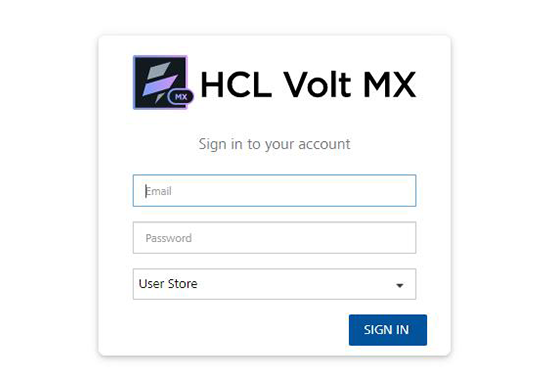 MX
HCL Volt MX
Sign in to your account
Email
Password
User Store
SIGN IN